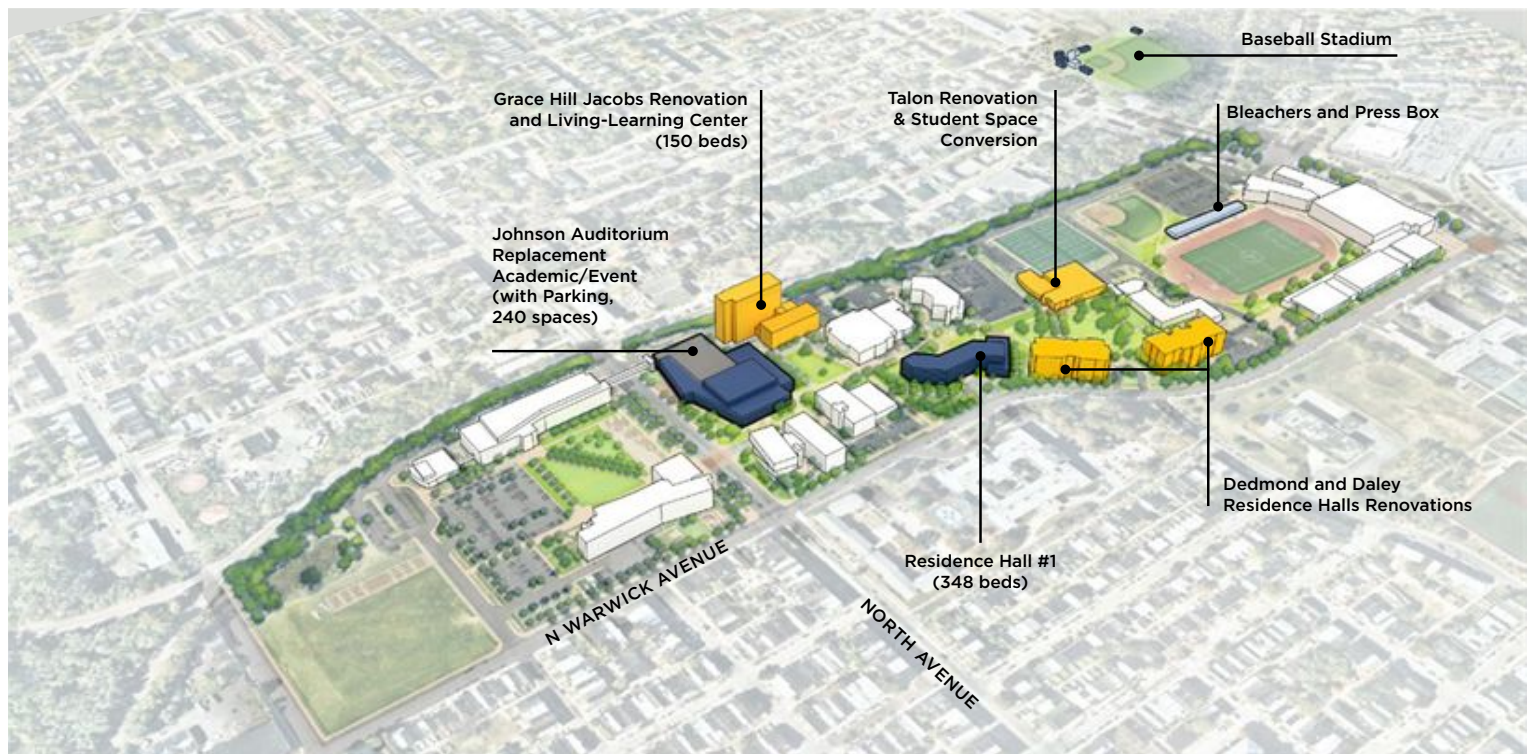 Baseball Stadium
Grace Hill Jacobs Renovation
and Living-Learning Center
(150 beds)
Talon Renovation
& Student Space
Conversion
Bleachers and Press Box
Johnson Auditorium
Replacement
Academic/Event
(with Parking,
240 spaces)
Dedmond and Daley
Residence Halls Renovations
Residence Hall #1
(348 beds)
N WARWICK AVENUE
NORTH AVENUE